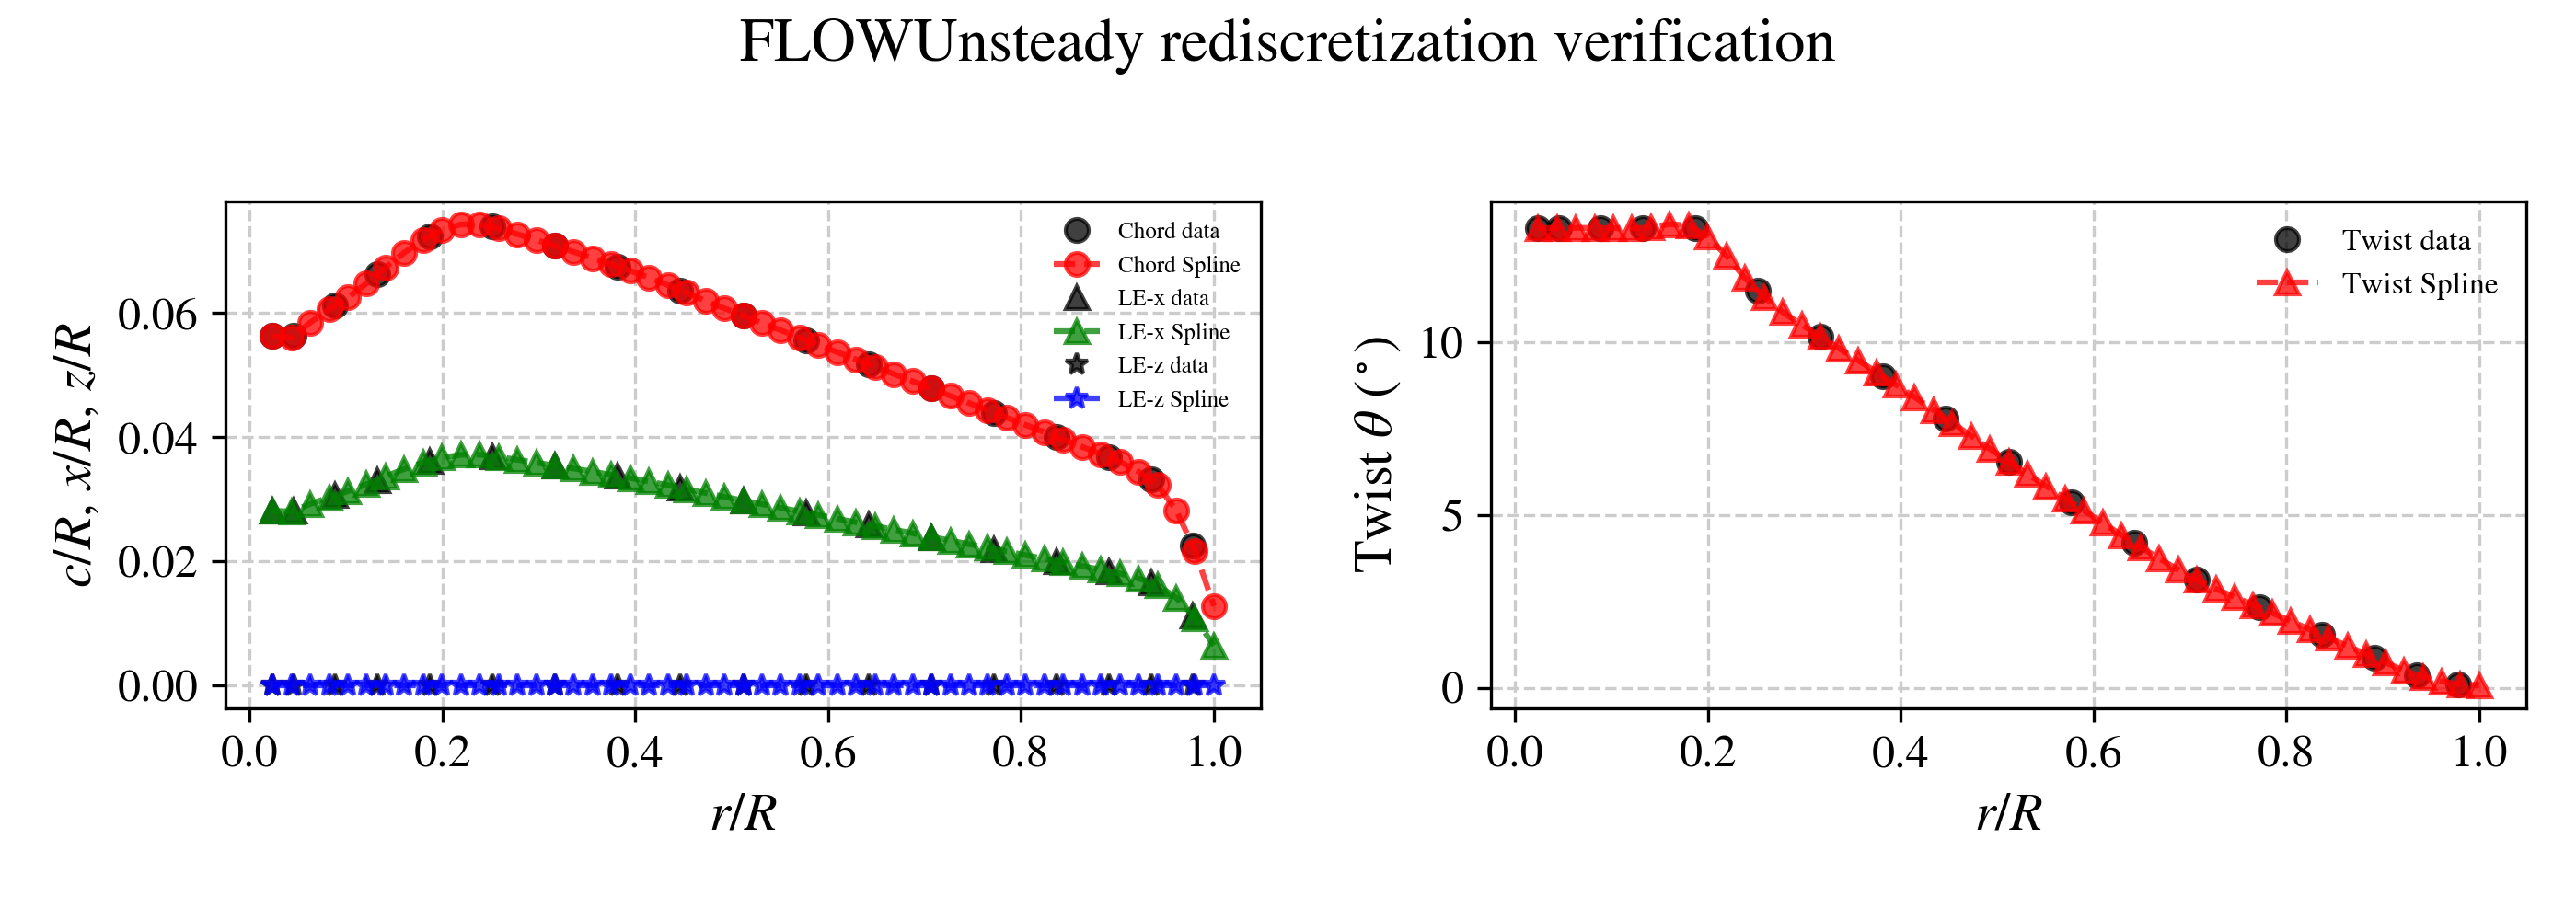 FLOWUnsteady rediscretization verification
c/R, x/R, z/R
0.06
0.04
0.02
0.00
0.0 0.2 0.4 0.6 0.8 1.0
r/R
Chord data
Chord Spline
LE-x data
LE-x Spline
LE-z data
LE-z Spline
Twist θ (°)
10
5
0
0.0 0.2 0.4 0.6 0.8 1.0
r/R
Twist data
Twist Spline